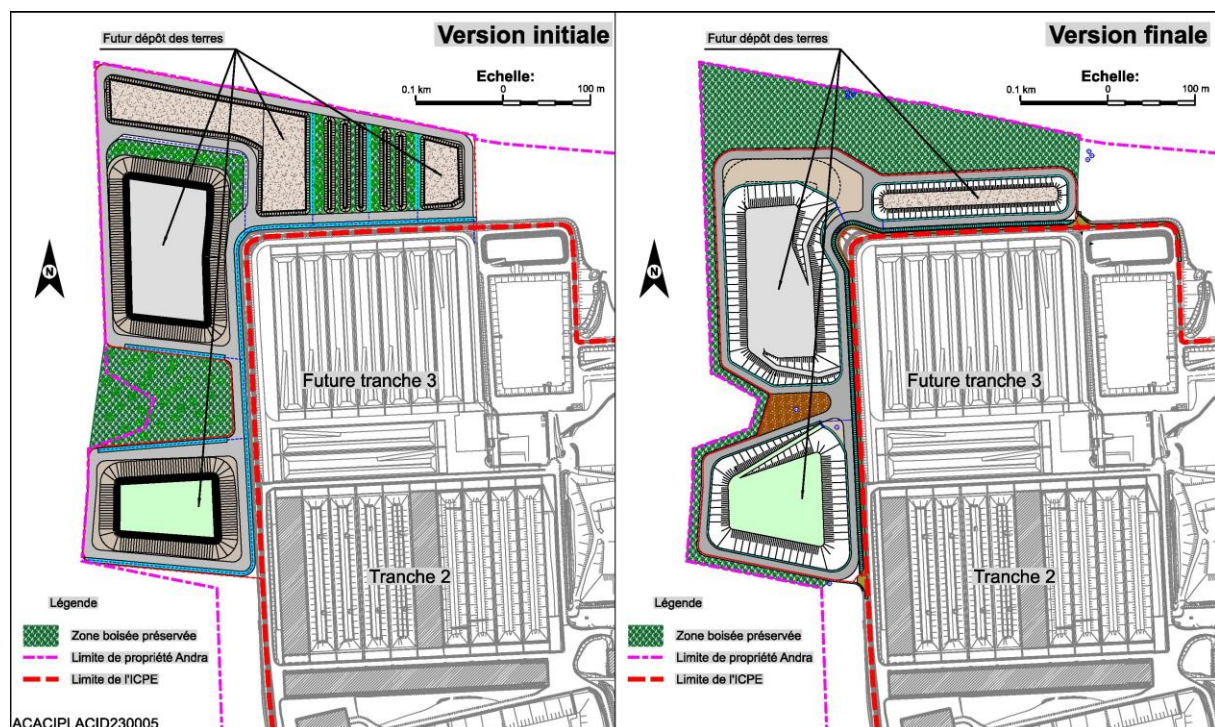 Futur dépôt des terres
Version initiale
Echelle:
0.1 km 0 100 m
N
Future tranche 3
Tranche 2
Légende
Zone boisée préservée
Limite de propriété Andra
Limite de l'ICPE
ACACIPLACID230005
Futur dépôt des terres
Version finale
Echelle:
0.1 km 0 100 m
N
Future tranche 3
Tranche 2
Légende
Zone boisée préservée
Limite de propriété Andra
Limite de l'ICPE